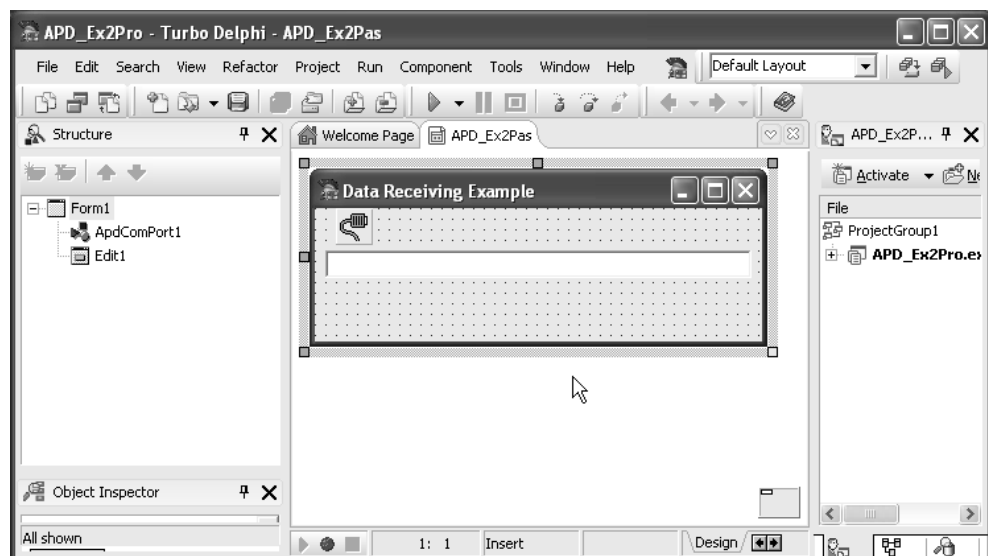 APD_Ex2Pro - Turbo Delphi - APD_Ex2Pas
File Edit Search View Refactor Project Run Component Tools Window Help Default Layout
Structure
Welcome Page APD_Ex2Pas
APD_Ex2P...
Data Receiving Example
Activate Ne
Form1
File
ApdComPort1
ProjectGroup1
Edit1
APD_Ex2Pro.ex
Object Inspector
All shown
1: 1 Insert
Design